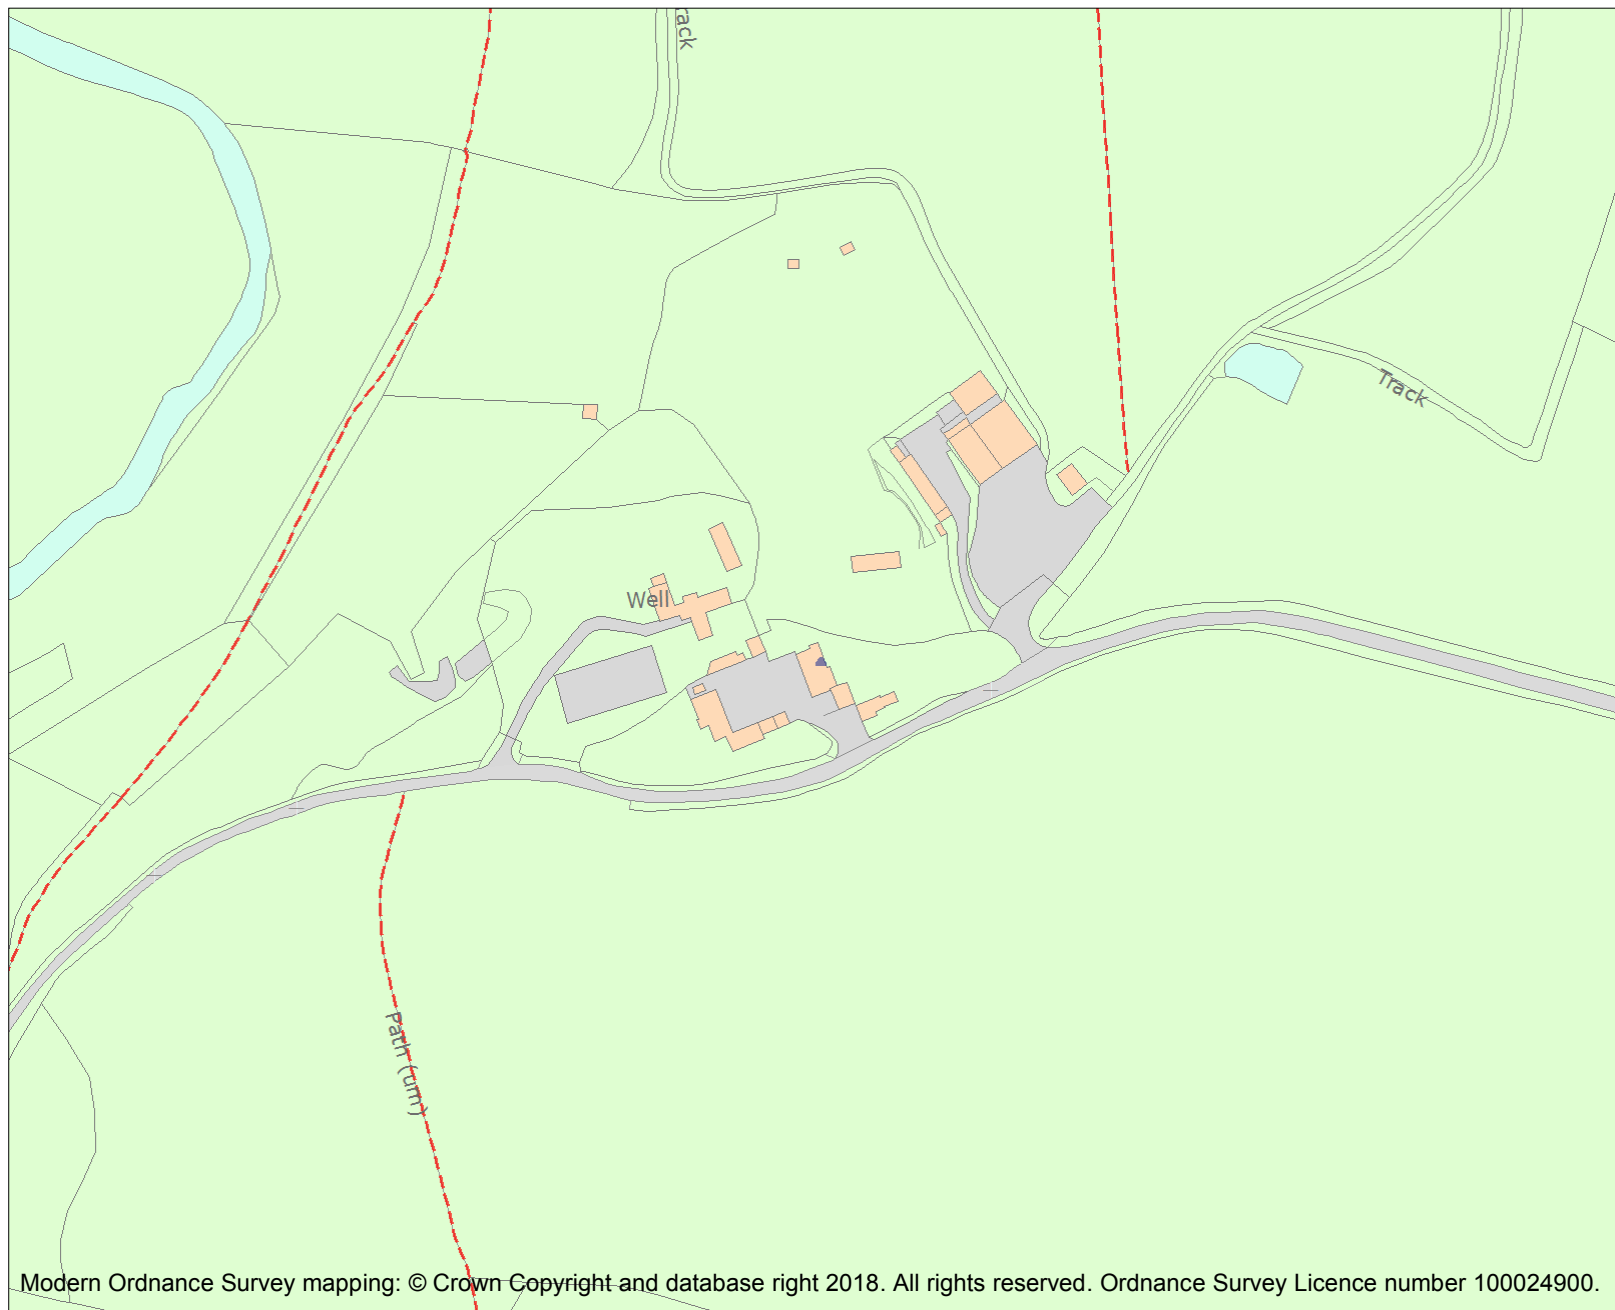 Track
Well
Path (um)
Modern Ordnance Survey mapping: © Crown Copyright and database right 2018. All rights reserved. Ordnance Survey Licence number 100024900.